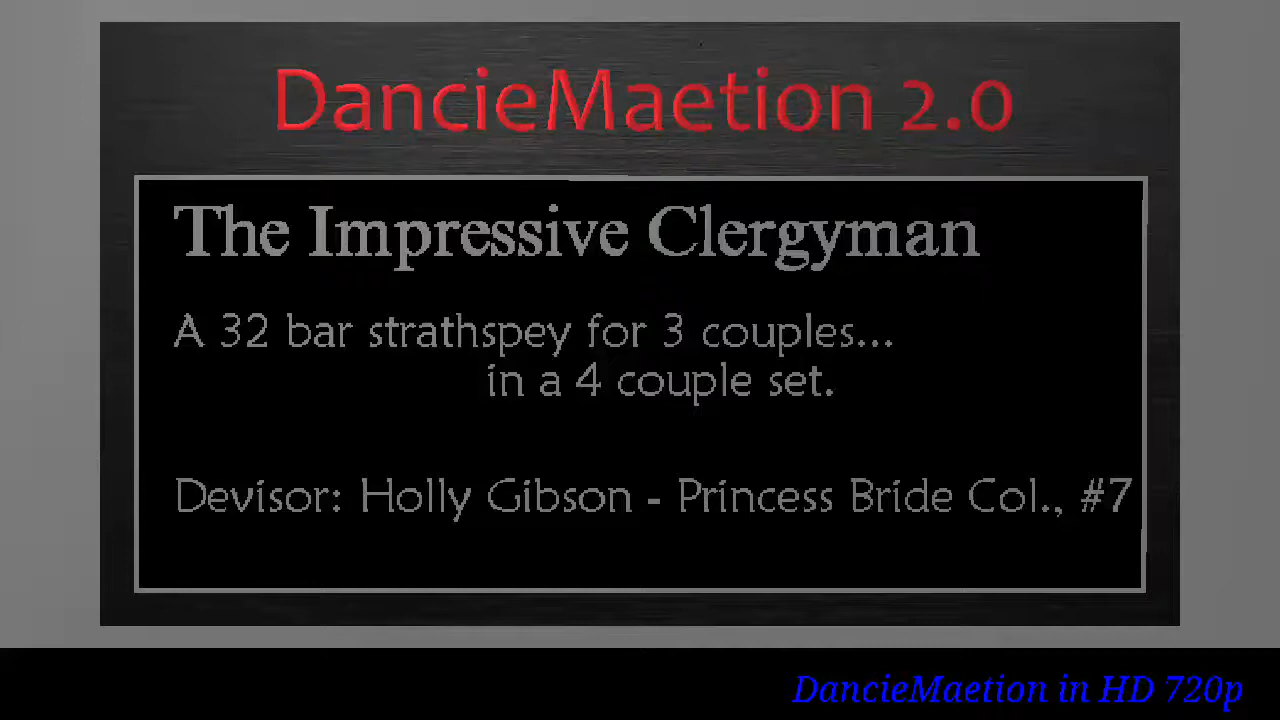 DancieMaetion 2.0
The Impressive Clergyman
A 32 bar strathspey for 3 couples...
in a 4 couple set.
Devisor: Holly Gibson - Princess Bride Col., #7
DancieMaetion in HD 720p